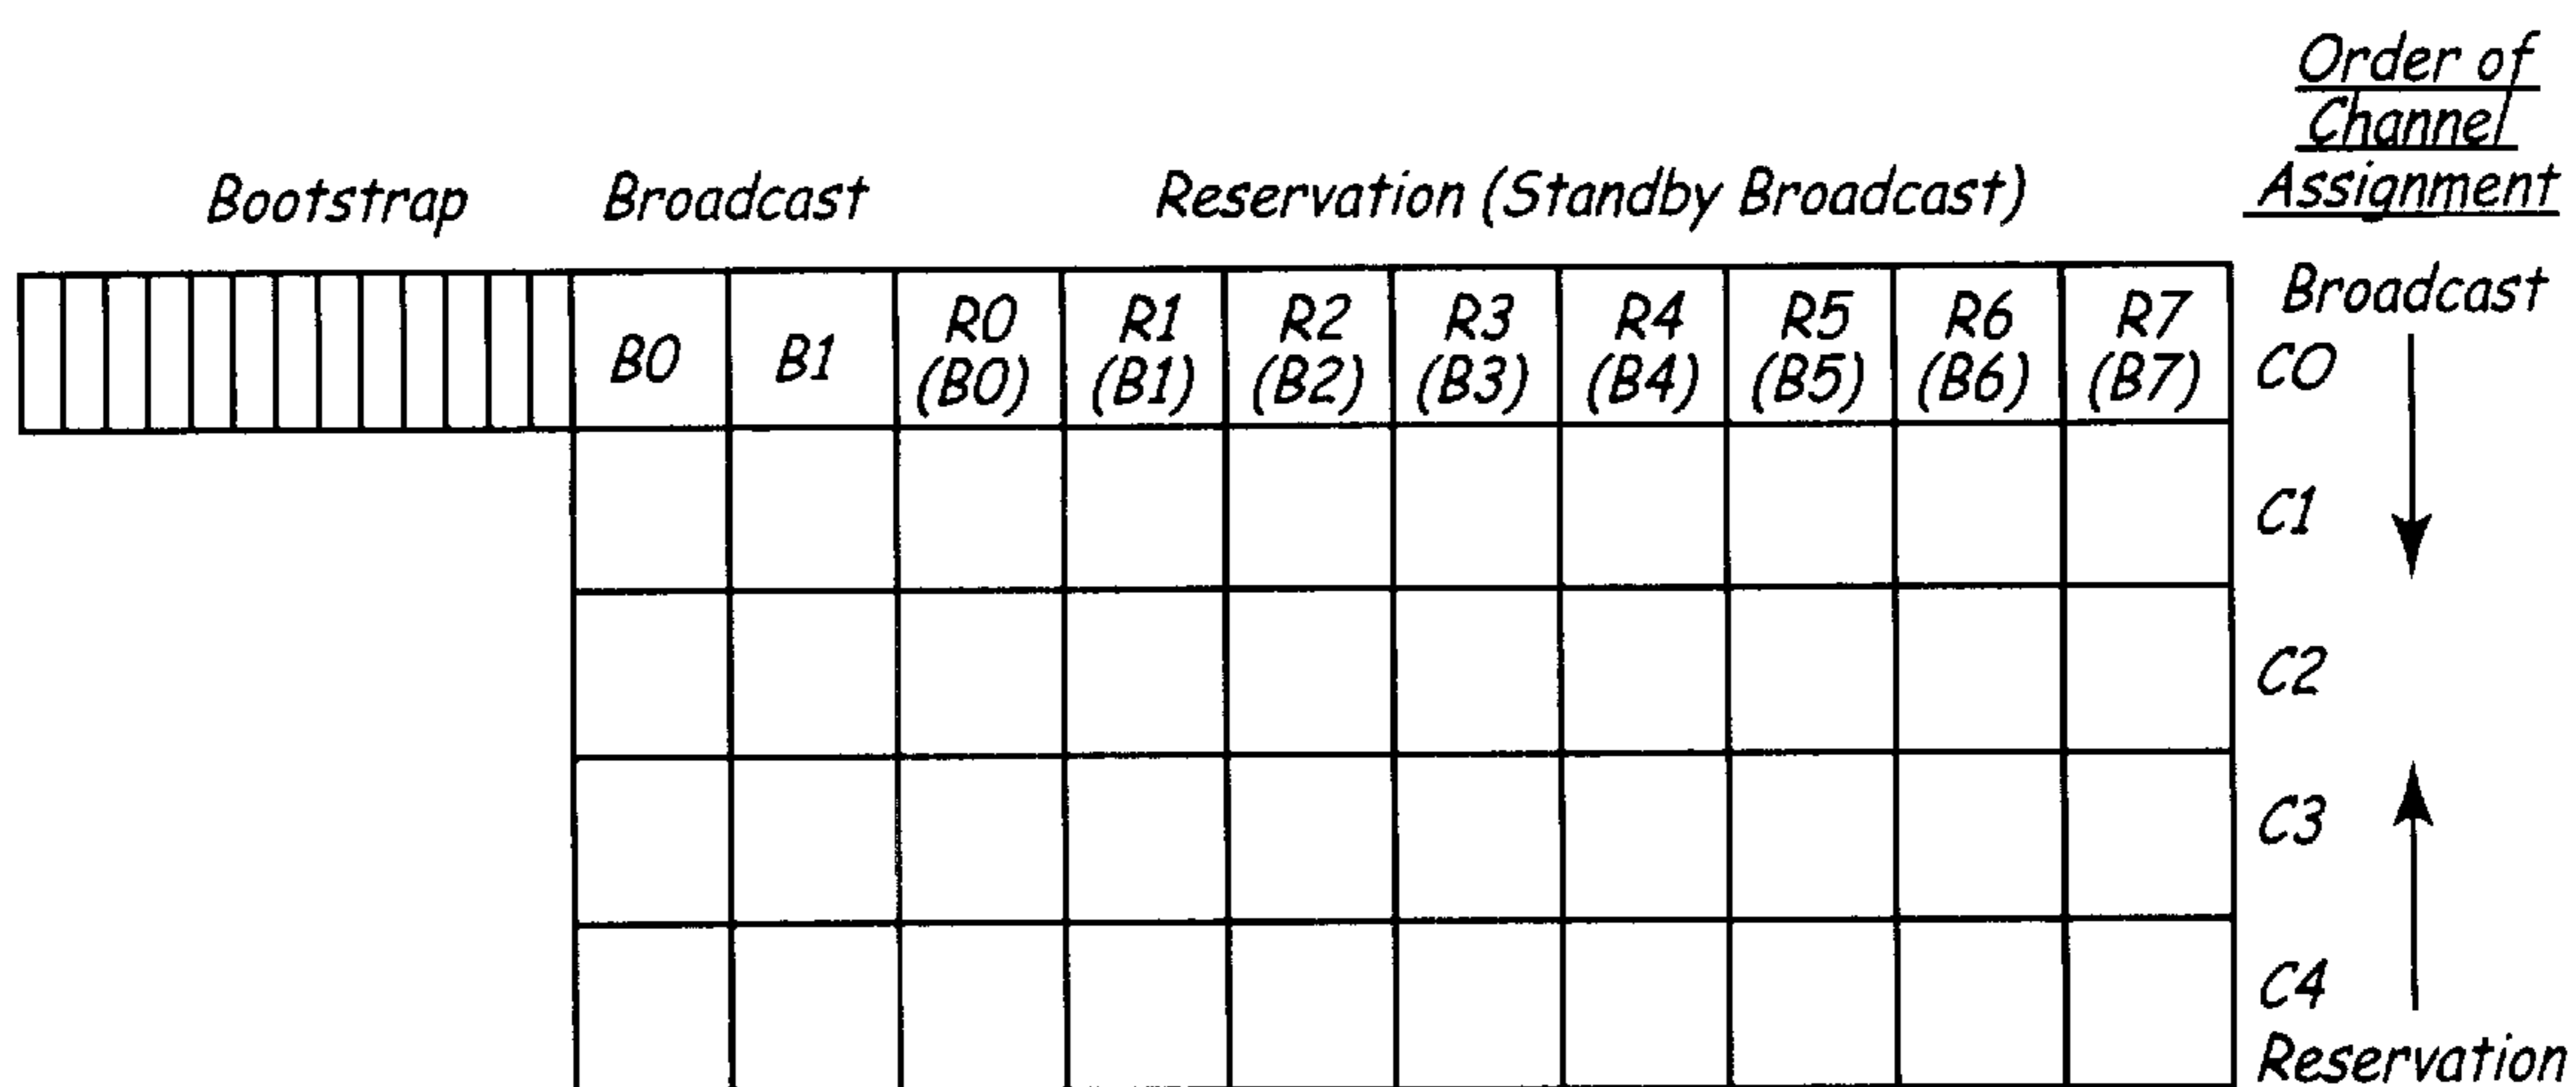 Order of
Channel
Assignment
Bootstrap Broadcast Reservation (Standby Broadcast)
Broadcast
B0 B1 R0 (B0) R1 (B1) R2 (B2) R3 (B3) R4 (B4) R5 (B5) R6 (B6) R7 (B7) C0
C1
C2
C3
C4
Reservation